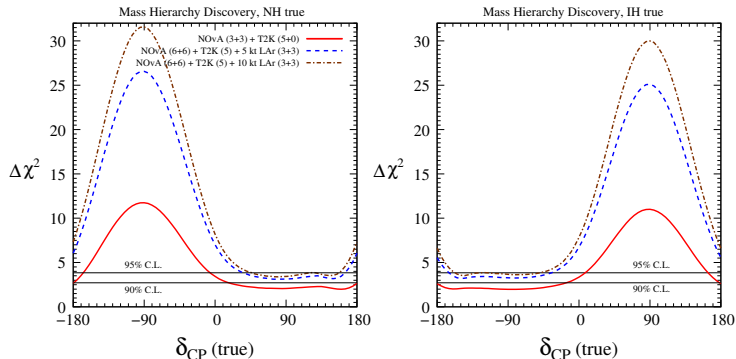 Mass Hierarchy Discovery, NH true
NOνA (3+3) + T2K (5+0)
NOνA (6+6) + T2K (5) + 5 kt LAr (3+3)
NOνA (6+6) + T2K (5) + 10 kt LAr (3+3)
30
25
20
15
10
5
0
Δχ²
95% C.L.
90% C.L.
-180 -90 0 90 180
δCP (true)
Mass Hierarchy Discovery, IH true
30
25
20
15
10
5
0
Δχ²
95% C.L.
90% C.L.
-180 -90 0 90 180
δCP (true)